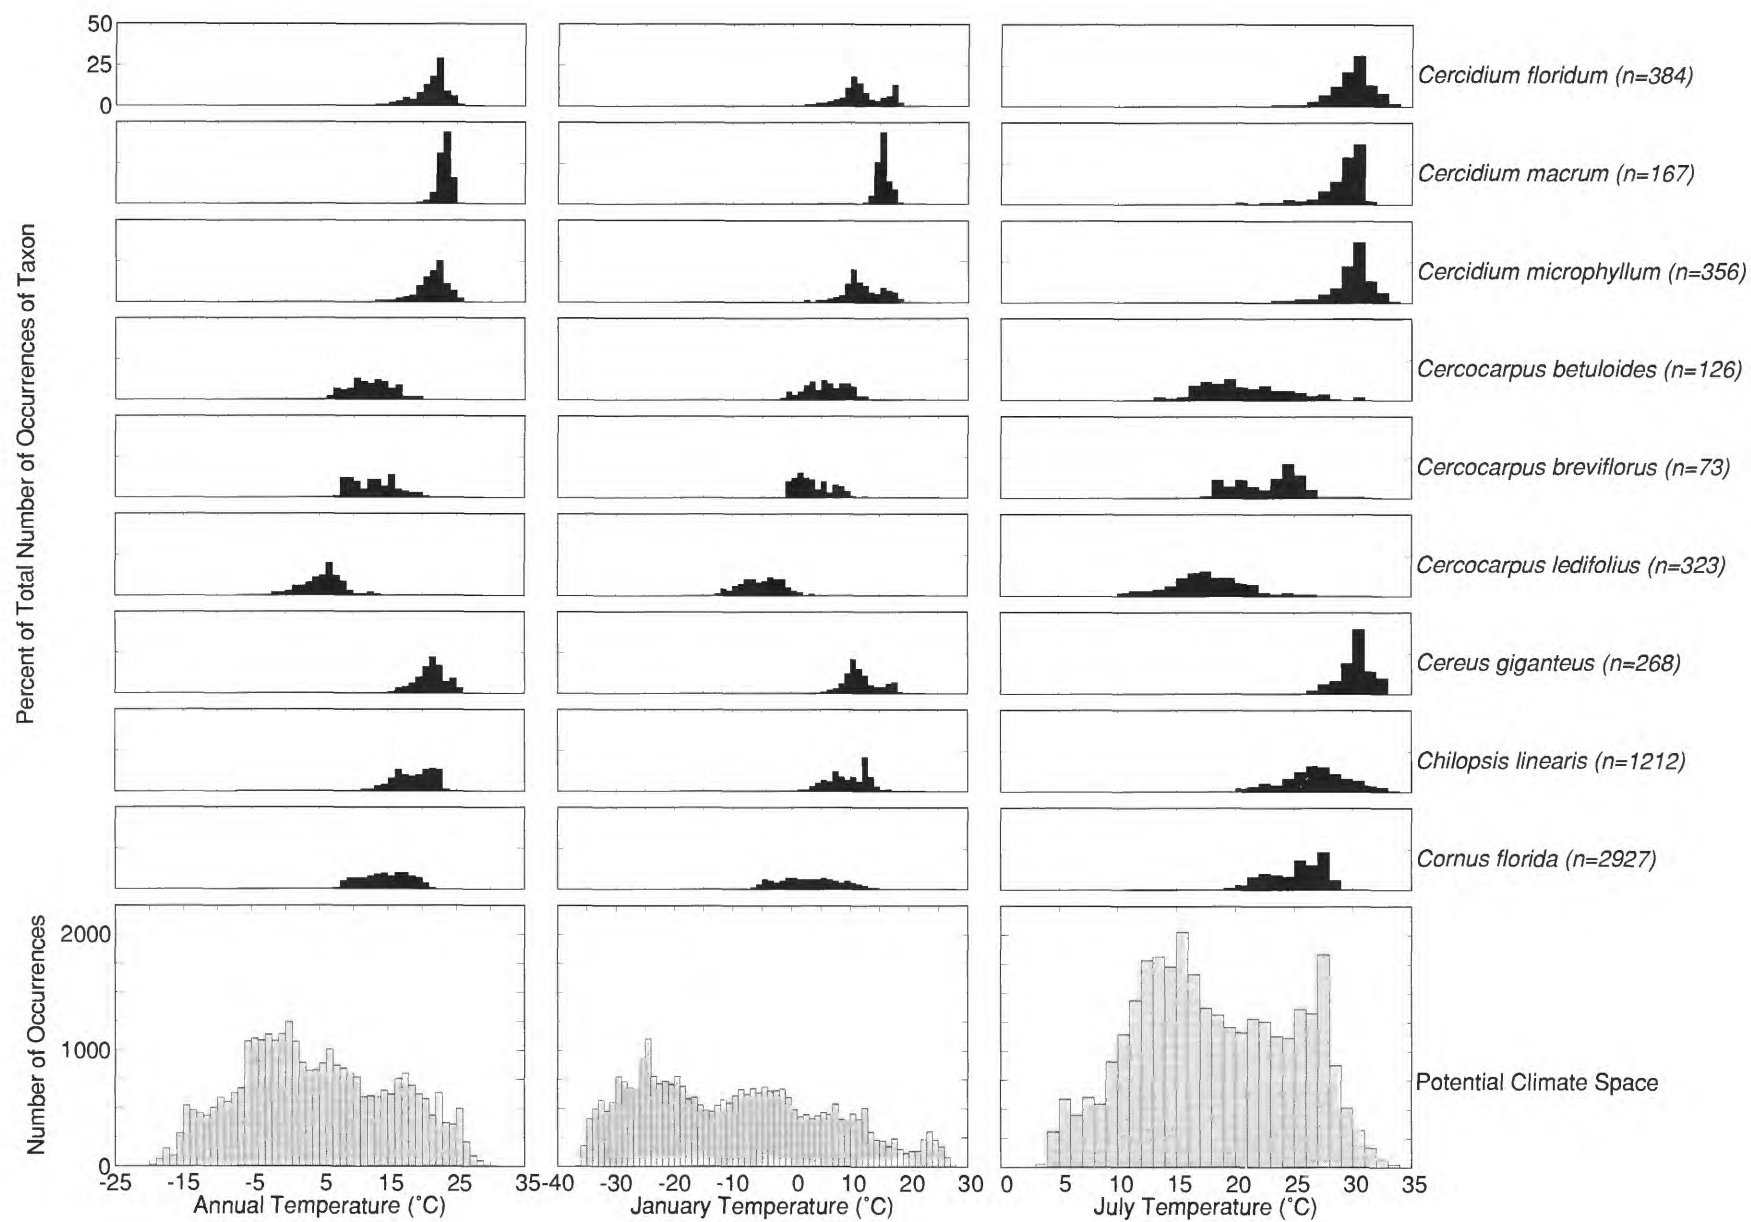 50
25
0
Cercidium floridum (n=384)
Cercidium macrum (n=167)
Cercidium microphyllum (n=356)
Cercocarpus betuloides (n=126)
Cercocarpus breviflorus (n=73)
Cercocarpus ledifolius (n=323)
Cereus giganteus (n=268)
Chilopsis linearis (n=1212)
Cornus florida (n=2927)
Percent of Total Number of Occurrences of Taxon
Number of Occurrences
2000
1000
0
Potential Climate Space
-25 -15 -5 5 15 25 35
-40 -30 -20 -10 0 10 20 30
0 5 10 15 20 25 30 35
Annual Temperature (˚C)
January Temperature (˚C)
July Temperature (˚C)